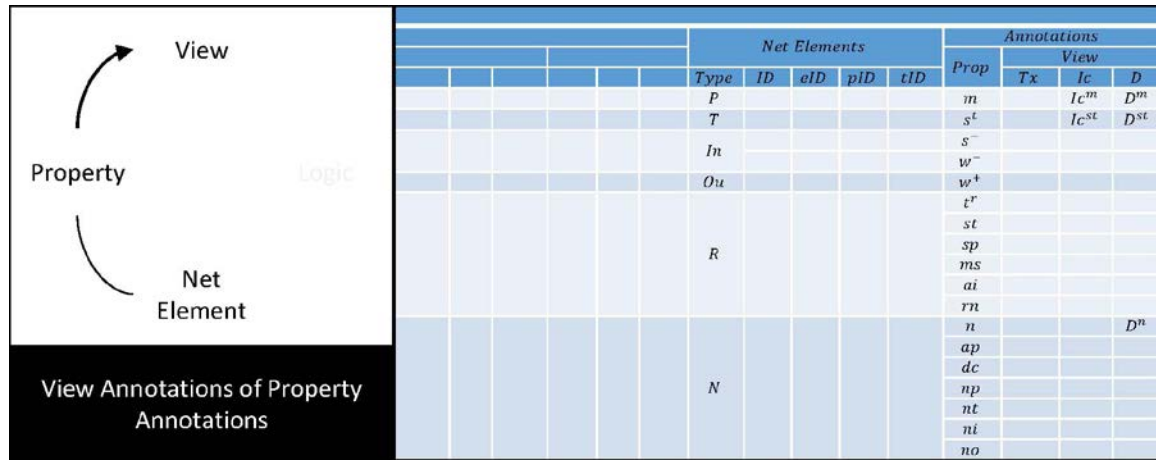 View
Property
Logic
Net
Element
View Annotations of Property
Annotations
Net Elements Annotations
Prop View
Type ID eID pID tID Tx Ic D
P m Ic^m D^m
T s^t Ic^st D^st
In s^-
w^-
Ou w^+
t^r
st
sp
R ms
ai
rn
n D^n
ap
dc
N np
nt
ni
no